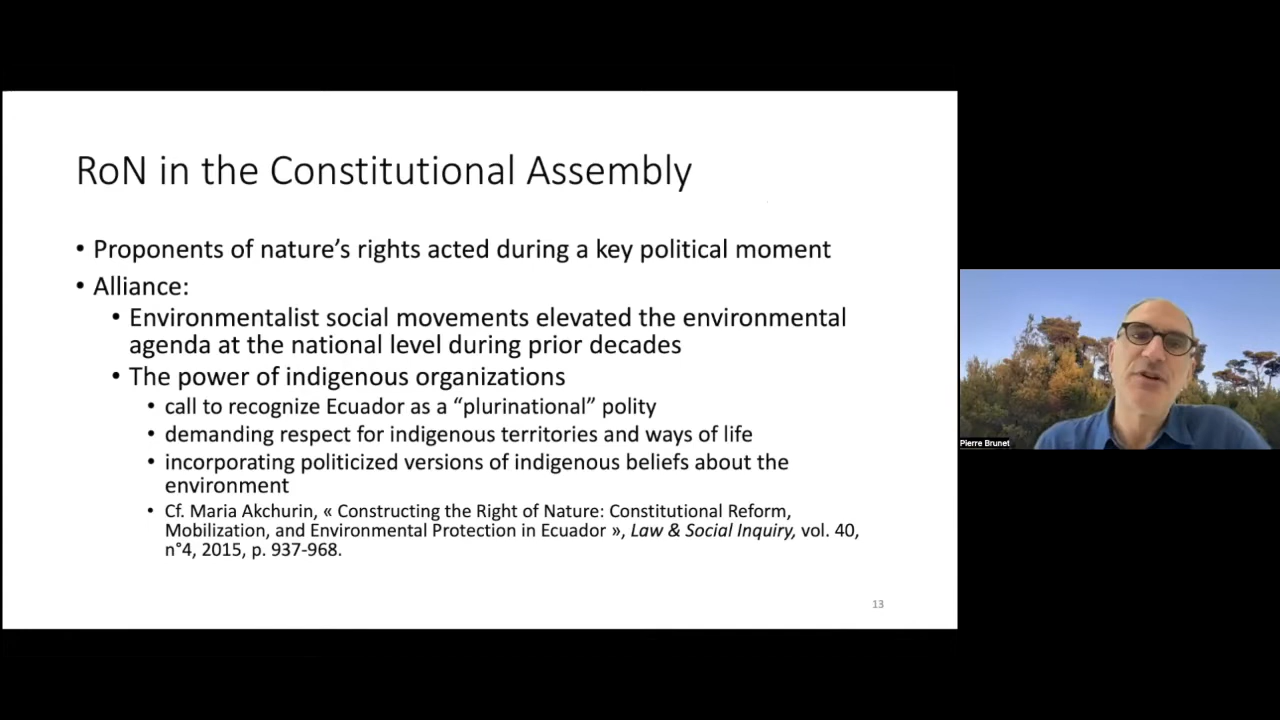 RoN in the Constitutional Assembly
• Proponents of nature’s rights acted during a key political moment
• Alliance:
• Environmentalist social movements elevated the environmental
agenda at the national level during prior decades
• The power of indigenous organizations
• call to recognize Ecuador as a “plurinational” polity
• demanding respect for indigenous territories and ways of life
• incorporating politicized versions of indigenous beliefs about the
environment
• Cf. Maria Akchurin, « Constructing the Right of Nature: Constitutional Reform,
Mobilization, and Environmental Protection in Ecuador », Law & Social Inquiry, vol. 40,
n°4, 2015, p. 937-968.
13
Pierre Brunet